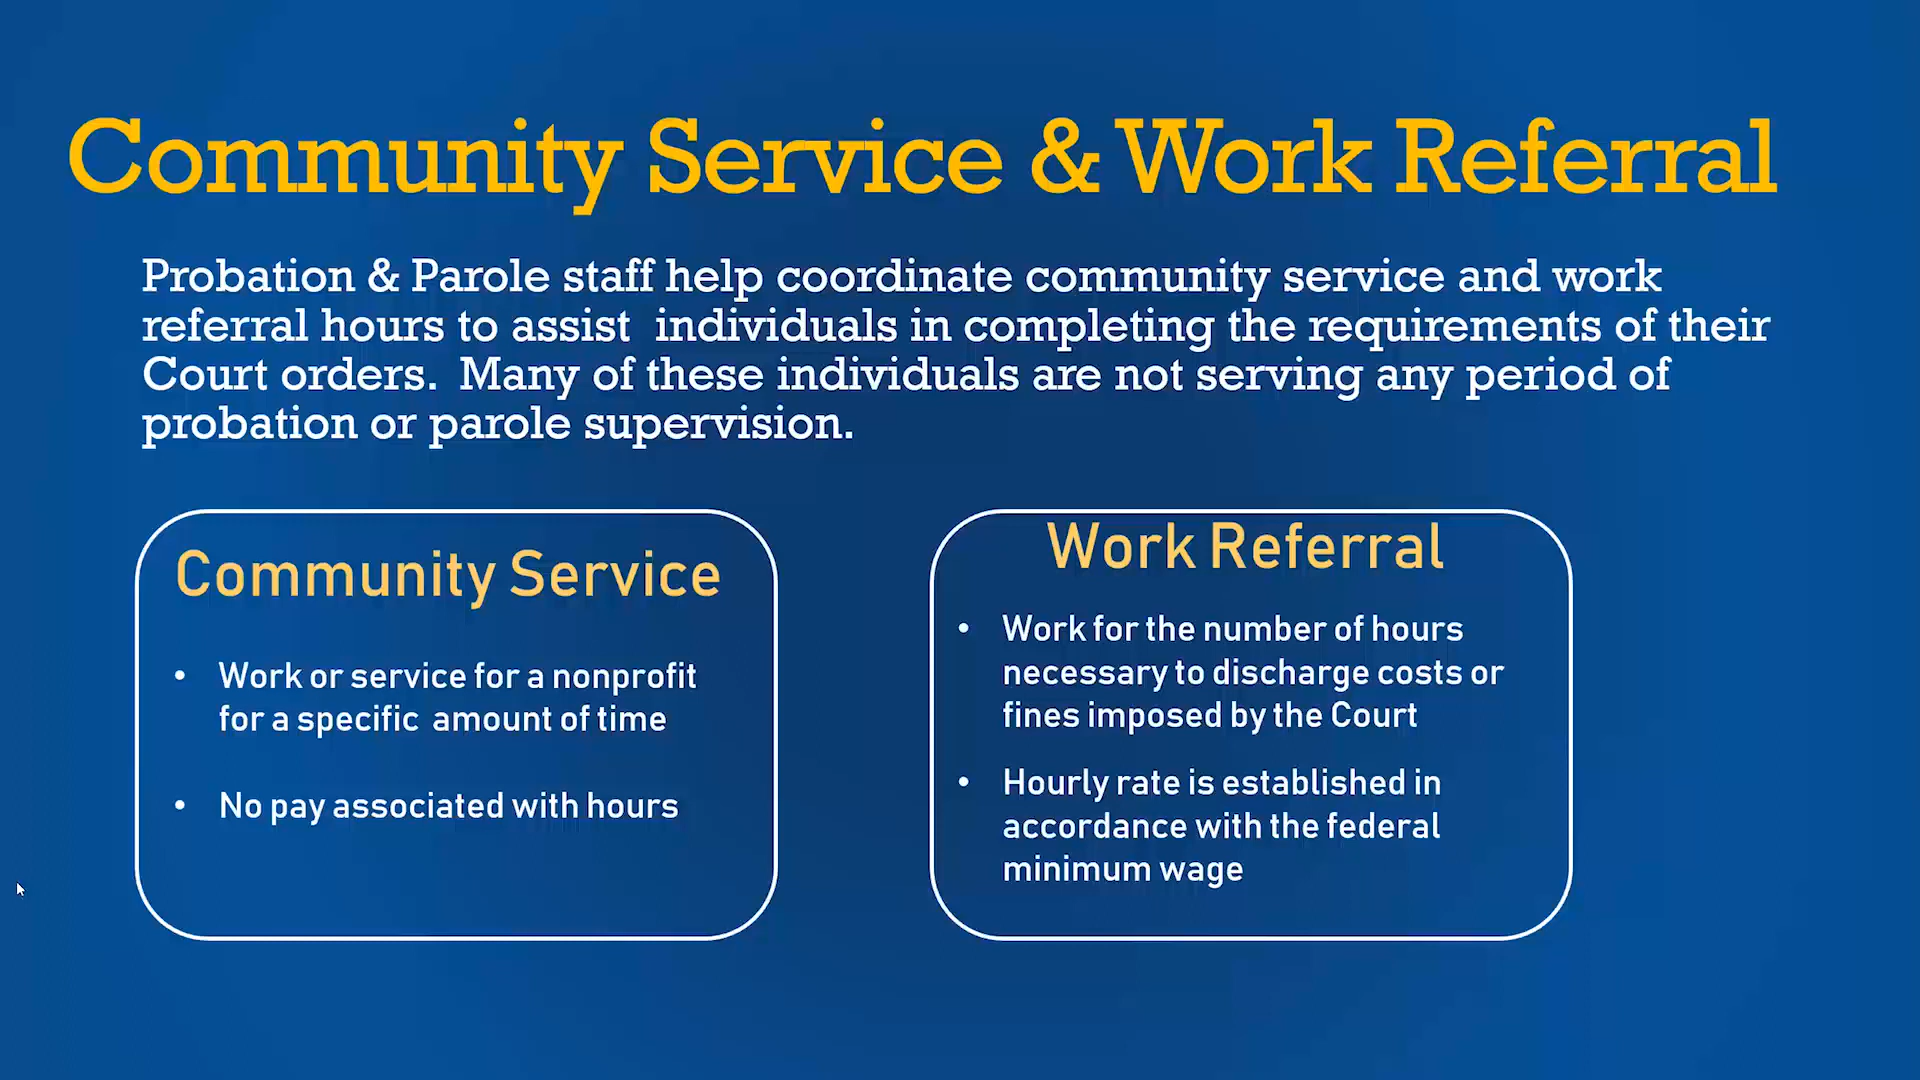 Community Service & Work Referral
Probation & Parole staff help coordinate community service and work
referral hours to assist  individuals in completing the requirements of their
Court orders.  Many of these individuals are not serving any period of
probation or parole supervision.
Community Service
• Work or service for a nonprofit
for a specific  amount of time
• No pay associated with hours
Work Referral
• Work for the number of hours
necessary to discharge costs or
fines imposed by the Court
• Hourly rate is established in
accordance with the federal
minimum wage